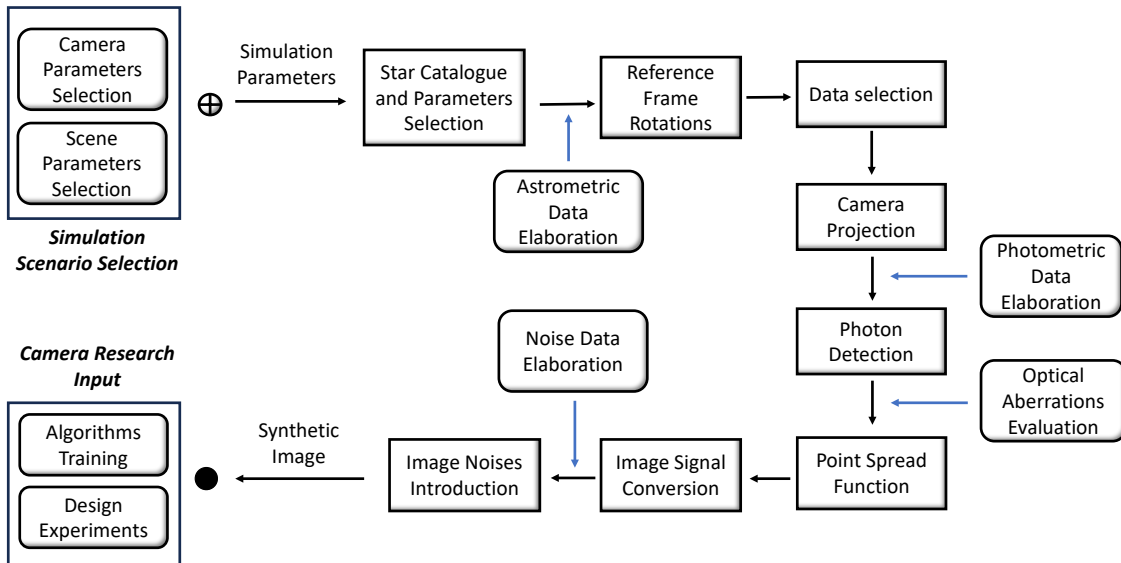 Camera
Parameters
Selection
Scene
Parameters
Selection
Simulation
Scenario Selection
Simulation
Parameters
Star Catalogue
and Parameters
Selection
Astrometric
Data
Elaboration
Reference
Frame
Rotations
Data selection
Camera
Projection
Photometric
Data
Elaboration
Photon
Detection
Optical
Aberrations
Evaluation
Point Spread
Function
Image Signal
Conversion
Noise Data
Elaboration
Image Noises
Introduction
Synthetic
Image
Camera Research
Input
Algorithms
Training
Design
Experiments